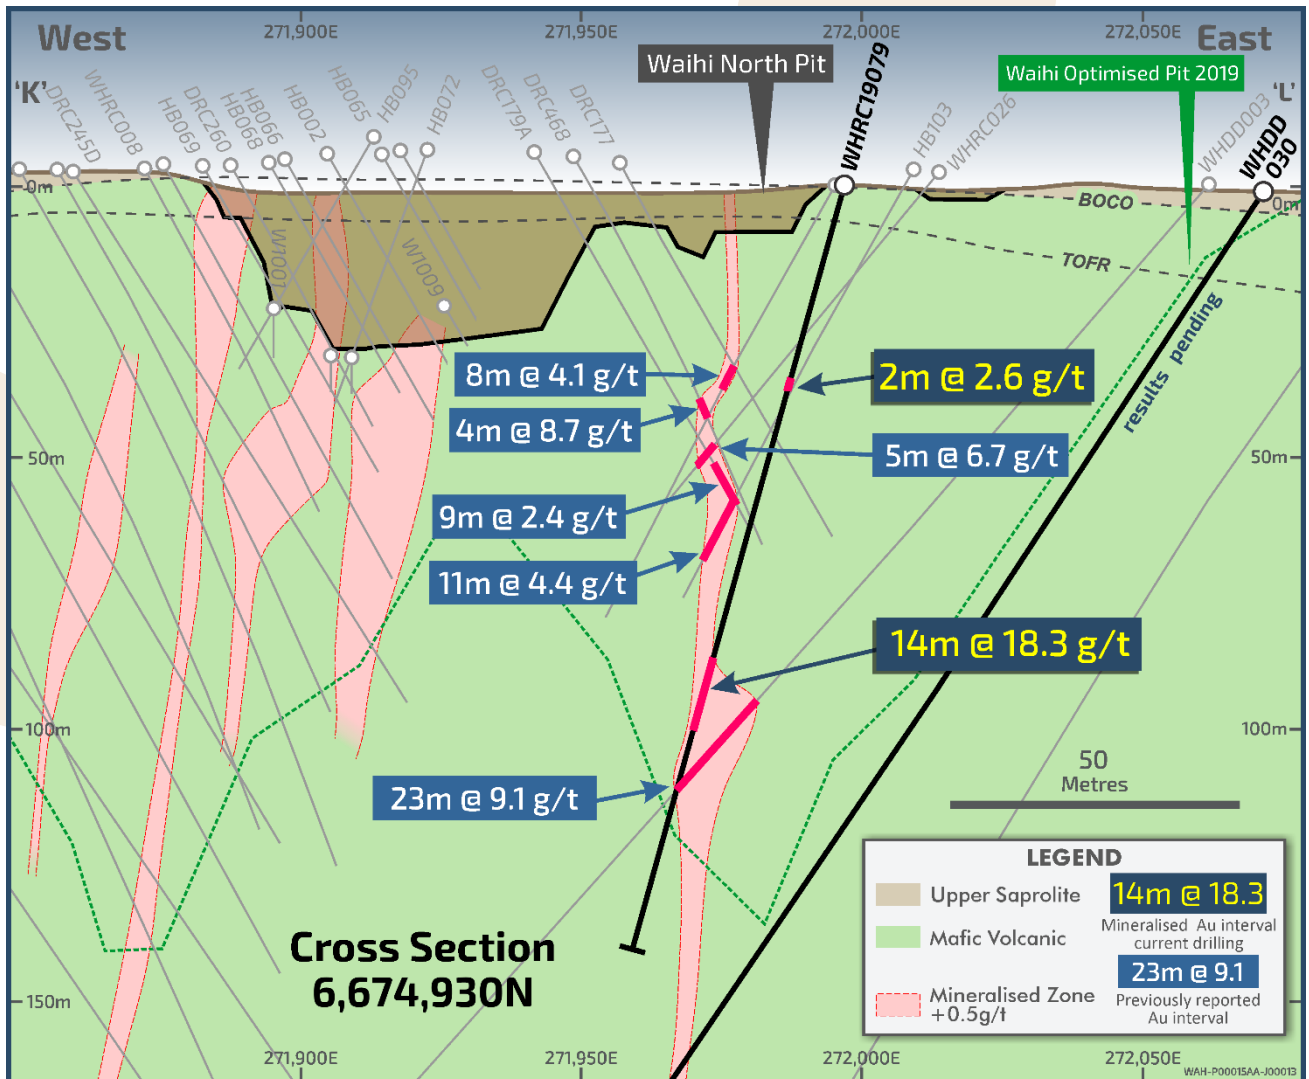 West
271,900E
271,950E
272,000E
272,050E
East
'K'
'L'
Waihi North Pit
Waihi Optimised Pit 2019
DRC245D
WHRC008
HB069
DRC260
HB068
HB066
HB002
HB065
HB095
HB072
DRC179A
DRC468
DRC177
WHRC19079
HB103
WHRC026
WHDD003
WHDD
030
0m
0m
BOCO
TOFR
W1001
W1009
results pending
8m @ 4.1 g/t
2m @ 2.6 g/t
4m @ 8.7 g/t
5m @ 6.7 g/t
50m
50m
9m @ 2.4 g/t
11m @ 4.4 g/t
14m @ 18.3 g/t
100m
100m
23m @ 9.1 g/t
50
Metres
Cross Section
6,674,930N
150m
LEGEND
Upper Saprolite
Mafic Volcanic
Mineralised Zone
+0.5g/t
14m @ 18.3
Mineralised Au interval
current drilling
23m @ 9.1
Previously reported
Au interval
271,900E
271,950E
272,000E
272,050E
WAH-P00015AA-J00013